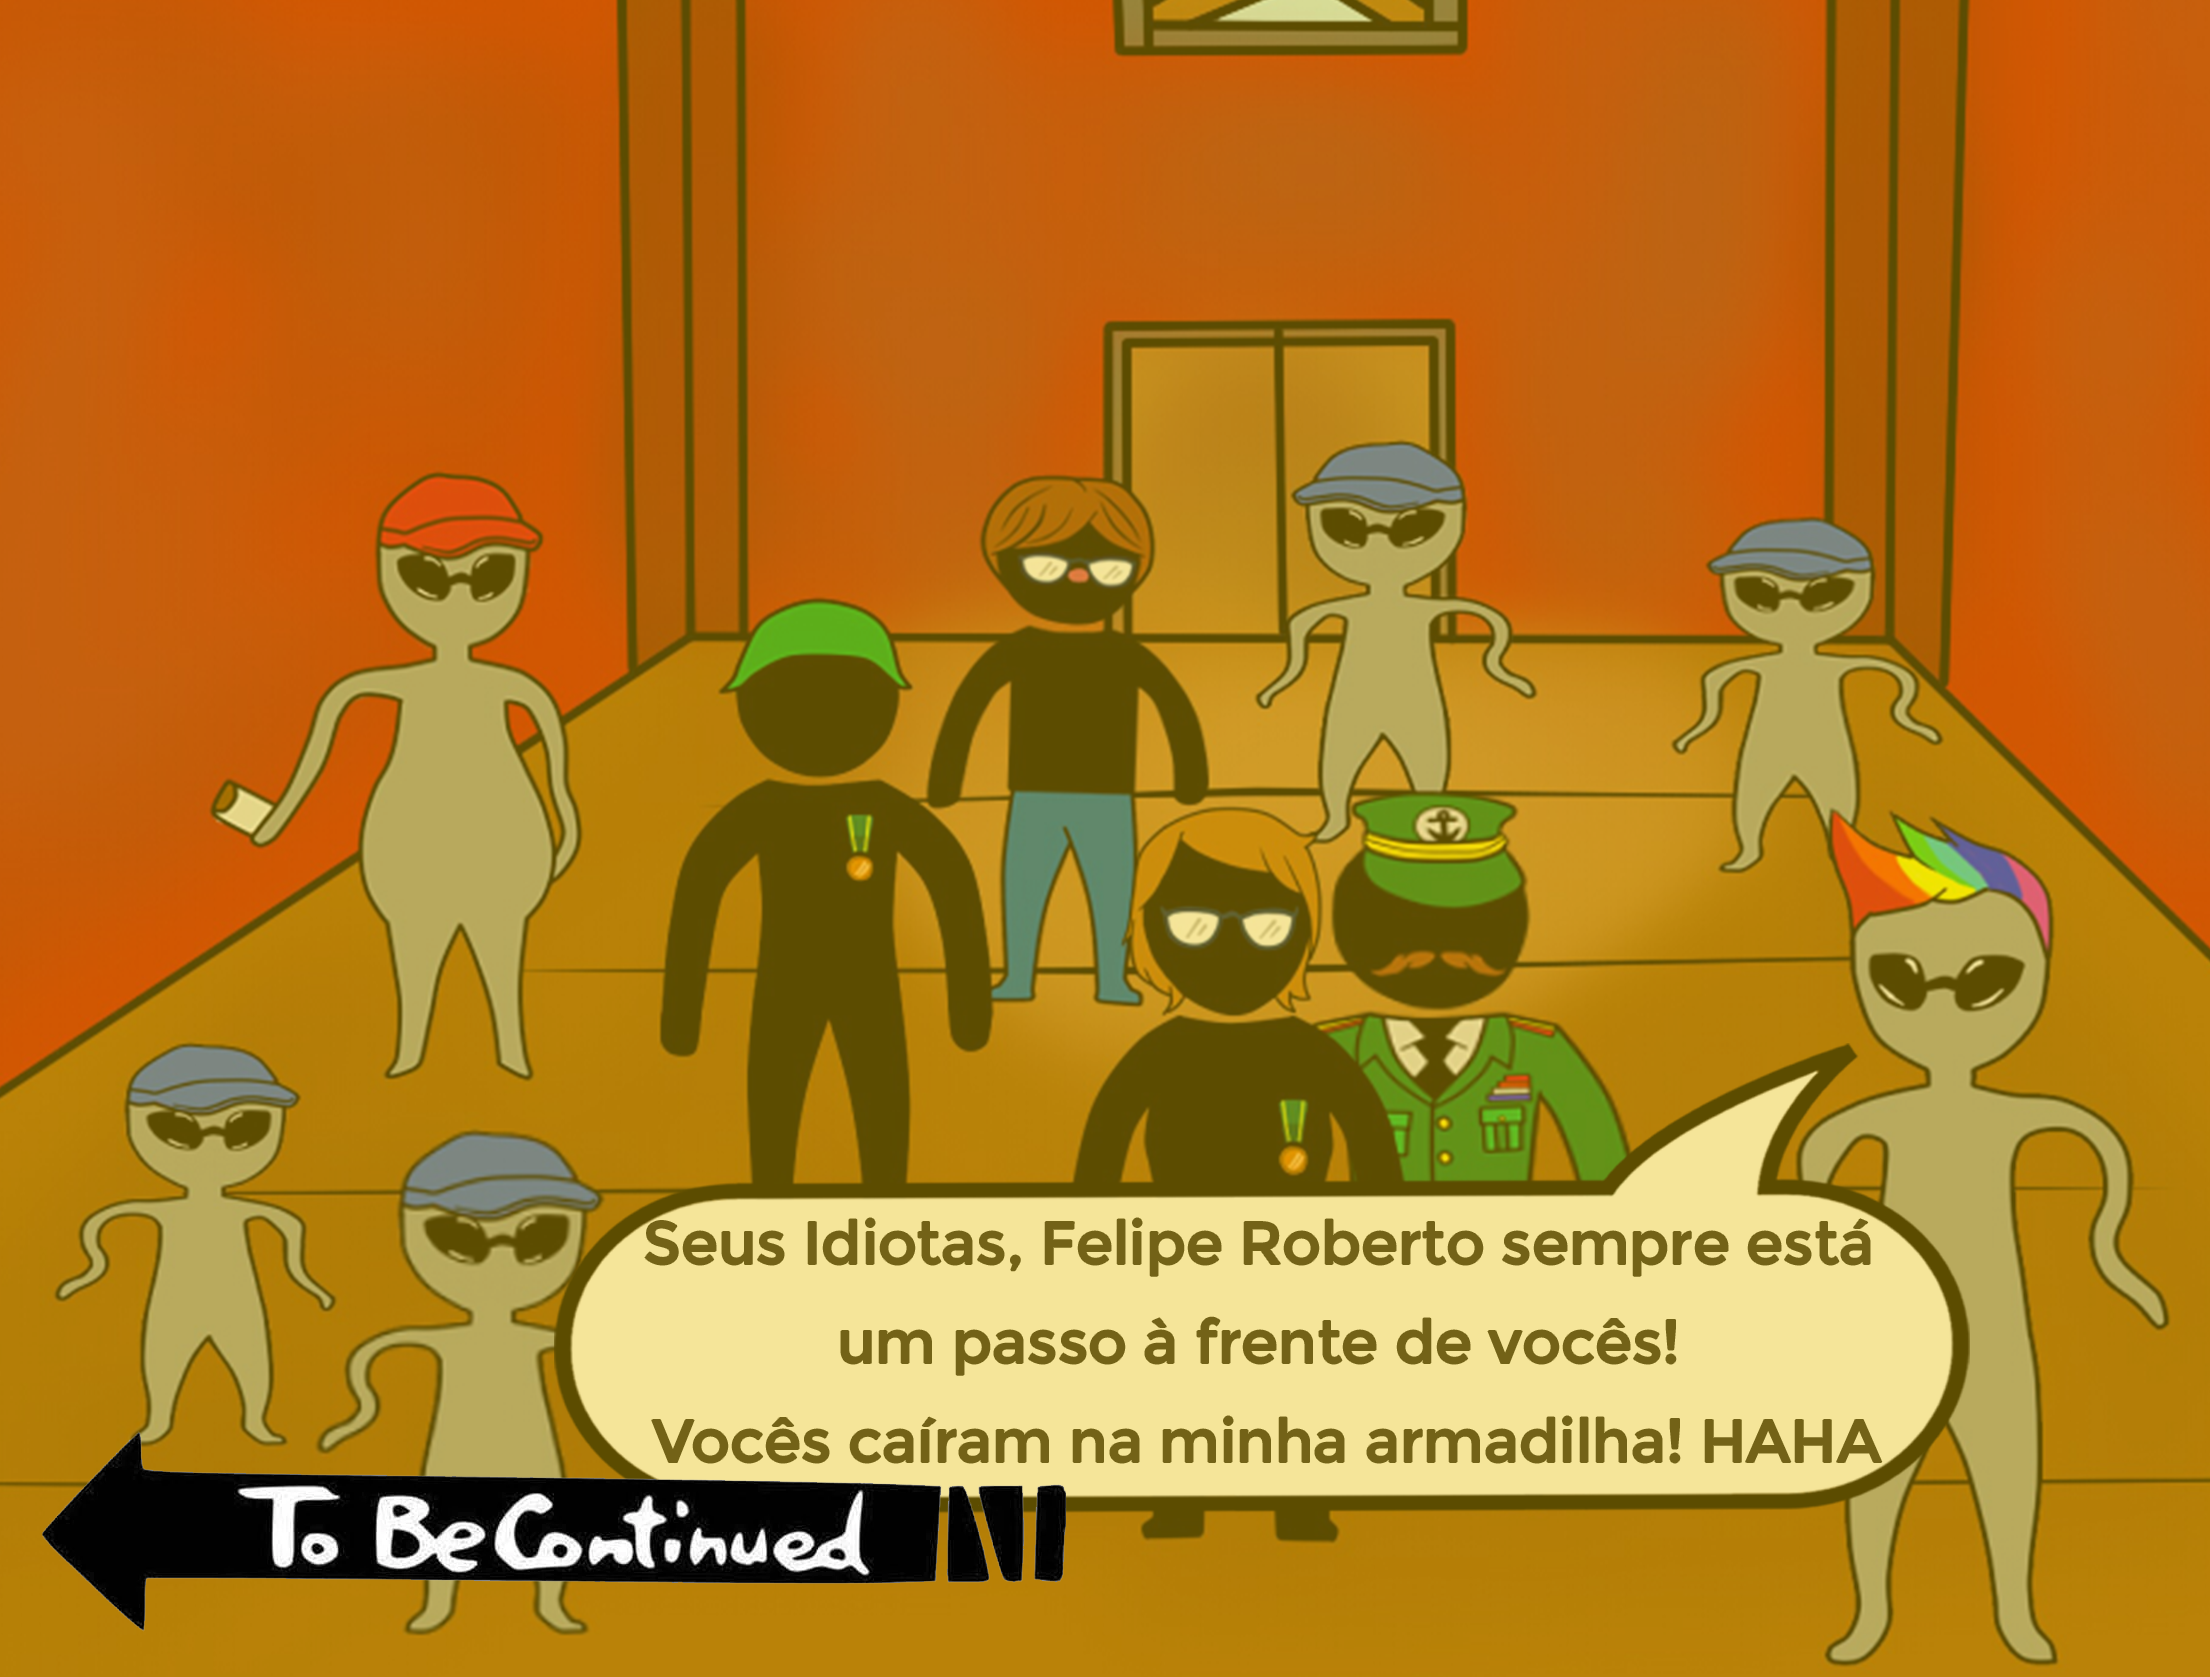 Seus Idiotas, Felipe Roberto sempre está
um passo à frente de vocês!
Vocês caíram na minha armadilha! HAHA
To Be Continued